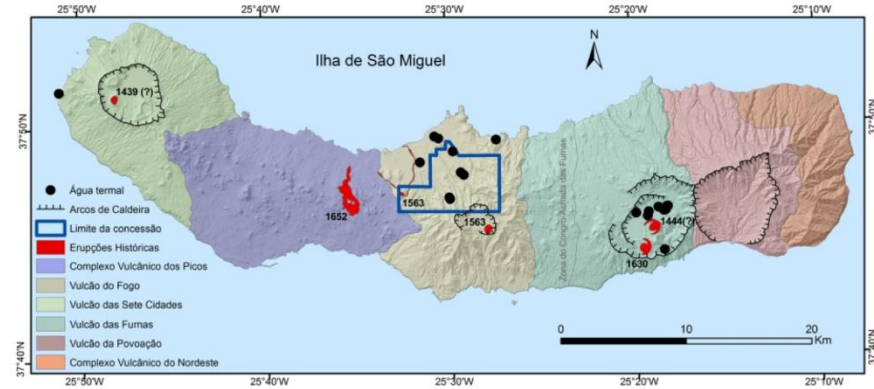 25°50' 25°40' 25°30' 25°20' 25°10'
Ilha de São Miguel
N
1439 (?)
37°50' 37°50'
Água termal
Arcos de Caldeira
Limite da concessão
Erupções Históricas
Complexo Vulcânico dos Picos
Vulcão do Fogo
Vulcão das Sete Cidades
Vulcão das Furnas
Vulcão da Povoação
Complexo Vulcânico do Nordeste
1652
1563
1563
Zona do Congro Achada das Furnas
1444(?)
1630
0 10 20
Km
37°40' 37°40'
25°50' 25°40' 25°30' 25°20' 25°10'